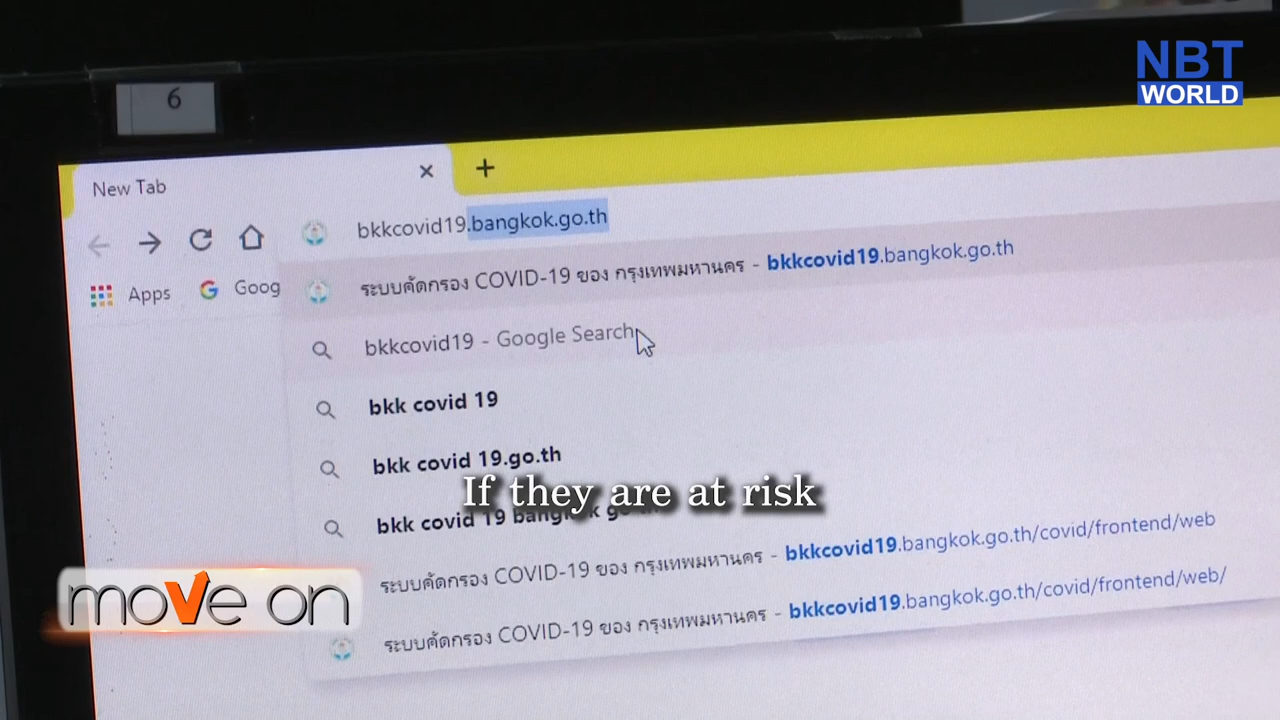 NBT
WORLD
6
New Tab
bkkcovid19.bangkok.go.th
ระบบคัดกรอง COVID-19 ของ กรุงเทพมหานคร - bkkcovid19.bangkok.go.th
Apps
Goog
bkkcovid19 - Google Search
bkk covid 19
bkk covid 19.go.th
If they are at risk
bkk covid 19 bangkok go th
ระบบคัดกรอง COVID-19 ของ กรุงเทพมหานคร - bkkcovid19.bangkok.go.th/covid/frontend/web
move on
ระบบคัดกรอง COVID-19 ของ กรุงเทพมหานคร - bkkcovid19.bangkok.go.th/covid/frontend/web/